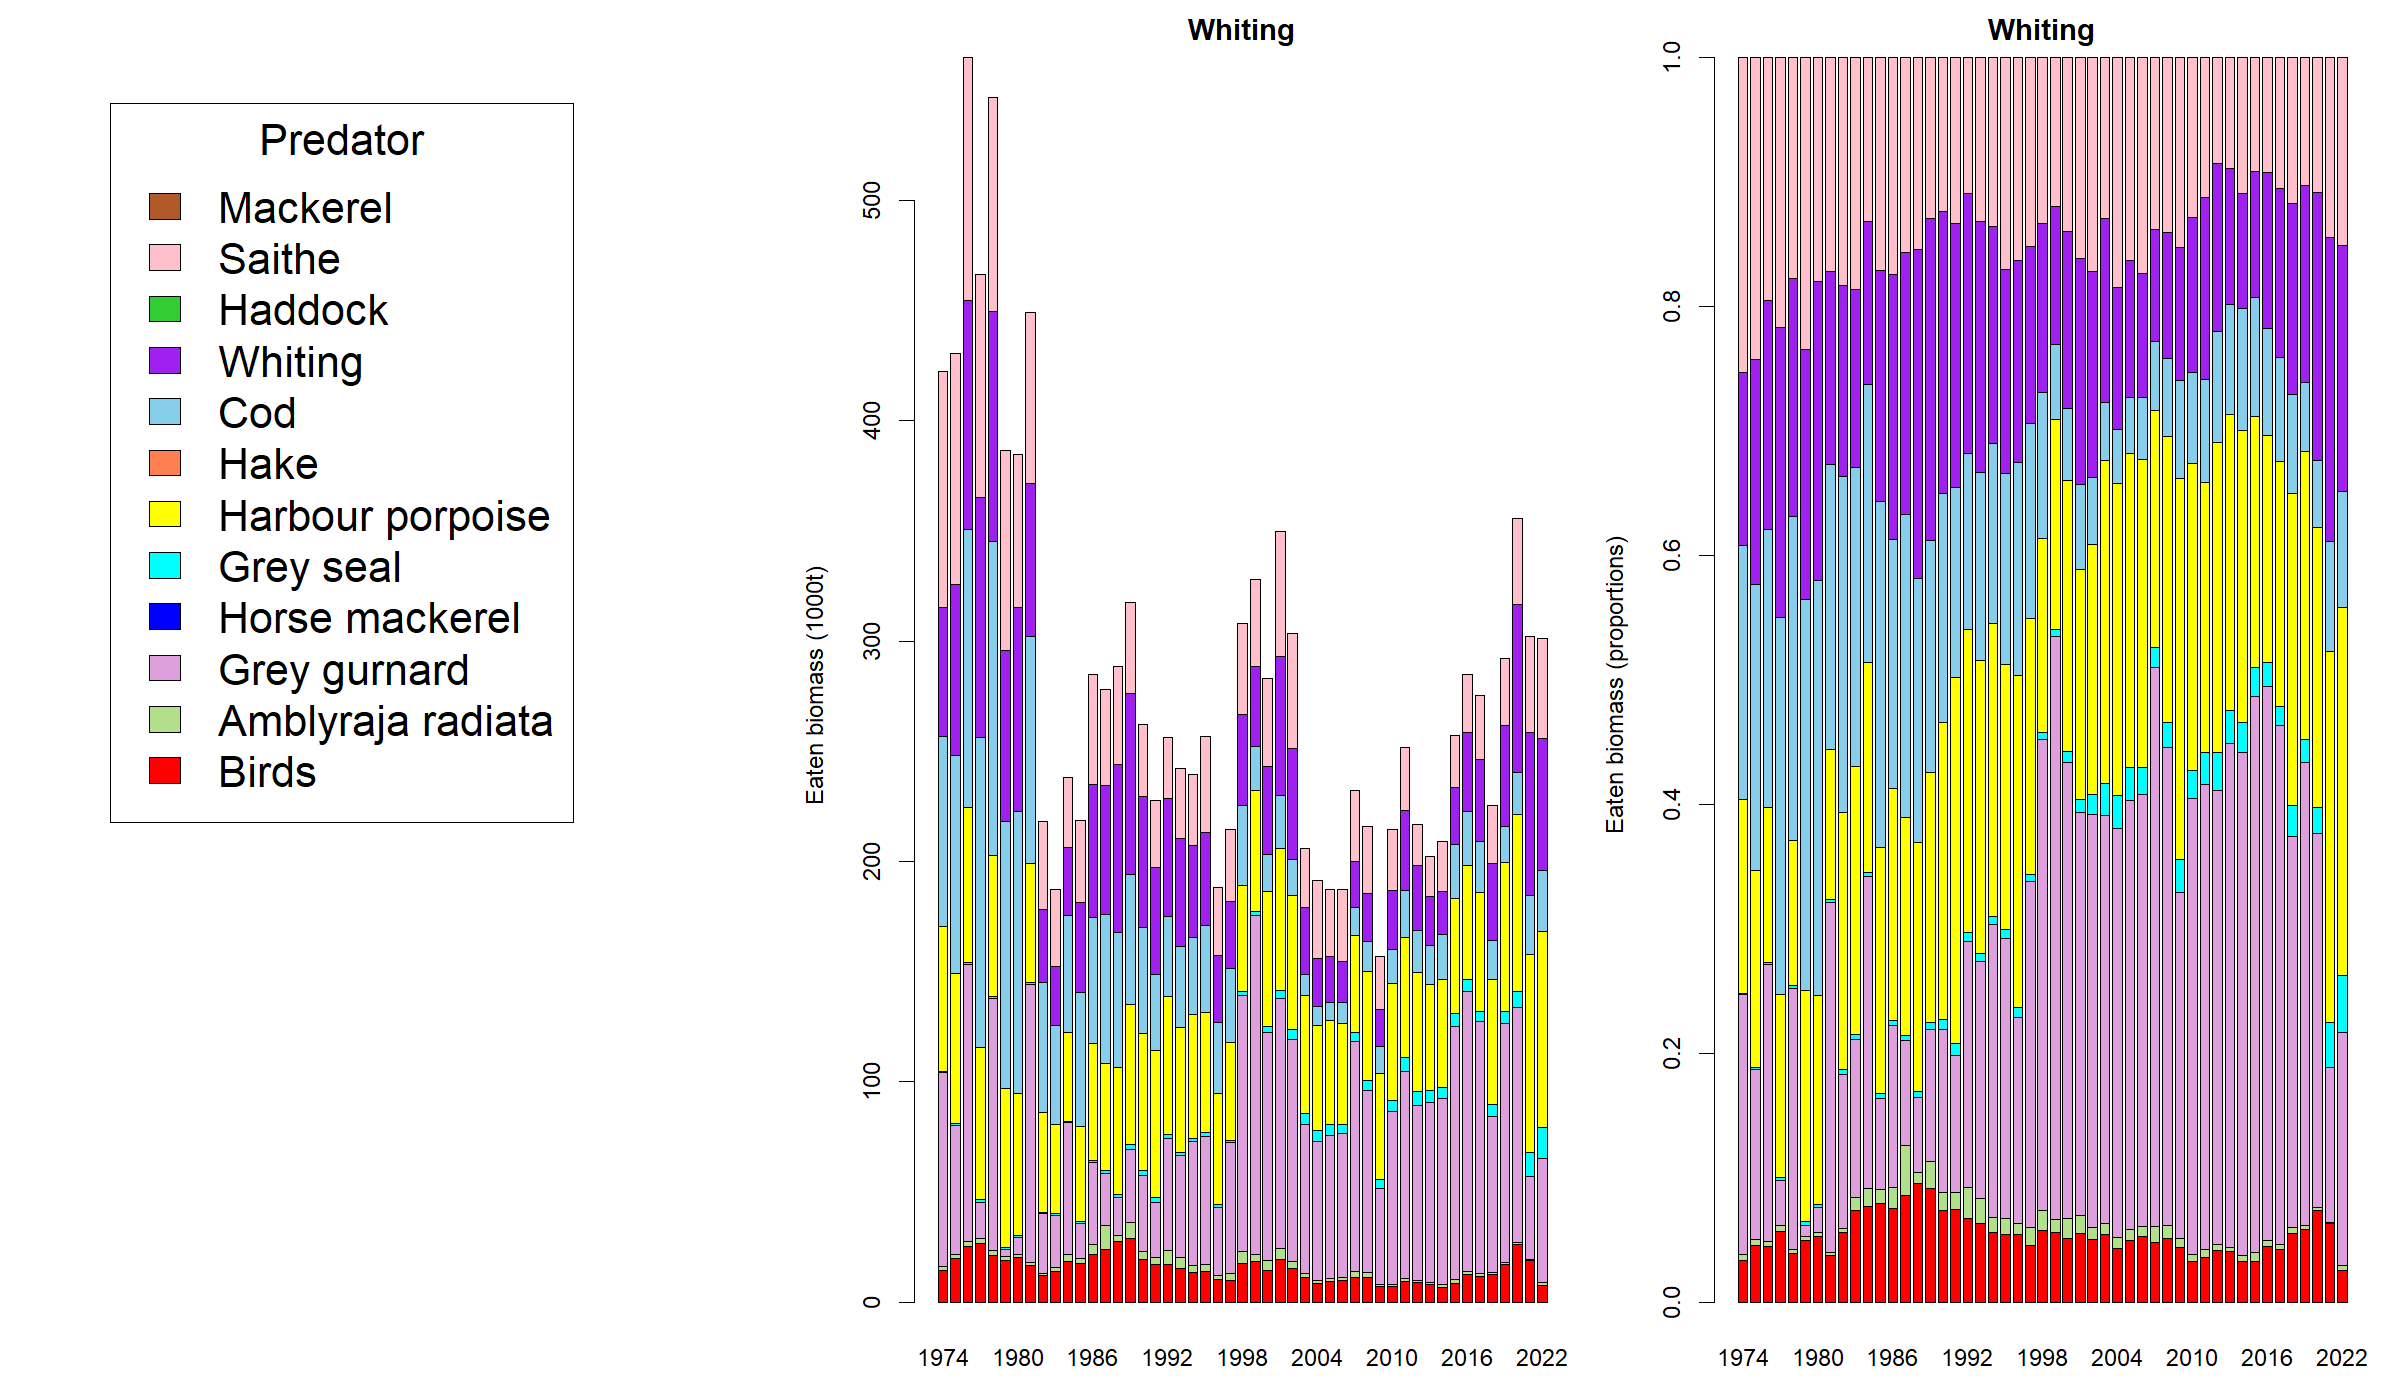 Predator
Mackerel
Saithe
Haddock
Whiting
Cod
Hake
Harbour porpoise
Grey seal
Horse mackerel
Grey gurnard
Amblyraja radiata
Birds
Whiting
Eaten biomass (1000t)
500
400
300
200
100
0
1974 1980 1986 1992 1998 2004 2010 2016 2022
Whiting
Eaten biomass (proportions)
1.0
0.8
0.6
0.4
0.2
0.0
1974 1980 1986 1992 1998 2004 2010 2016 2022